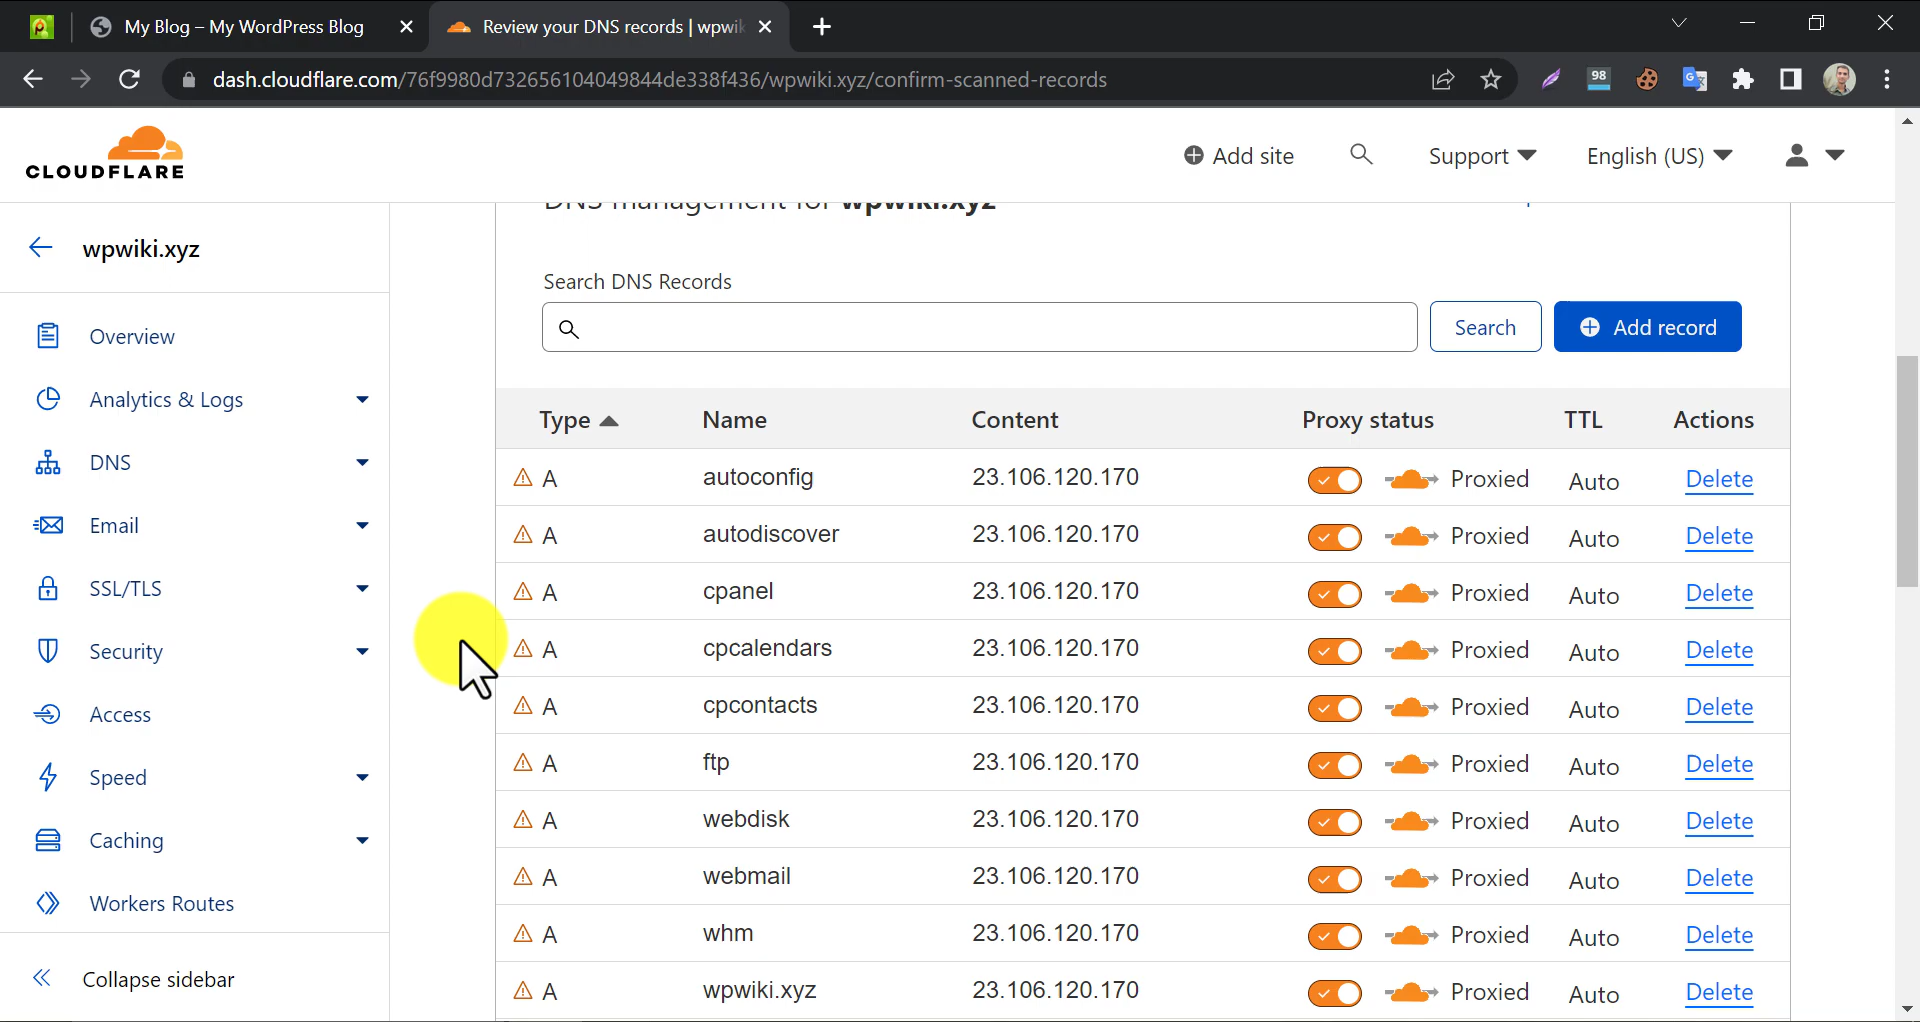 My Blog – My WordPress Blog
Review your DNS records | wpwik
dash.cloudflare.com/76f9980d732656104049844de338f436/wpwiki.xyz/confirm-scanned-records
98
CLOUDFLARE
Add site
Support
English (US)
wpwiki.xyz
Overview
Analytics & Logs
DNS
Email
SSL/TLS
Security
Access
Speed
Caching
Workers Routes
Collapse sidebar
DNS management for wpwiki.xyz
Search DNS Records
Search
Add record
Type Name Content Proxy status TTL Actions
A autoconfig 23.106.120.170 Proxied Auto Delete
A autodiscover 23.106.120.170 Proxied Auto Delete
A cpanel 23.106.120.170 Proxied Auto Delete
A cpcalendars 23.106.120.170 Proxied Auto Delete
A cpcontacts 23.106.120.170 Proxied Auto Delete
A ftp 23.106.120.170 Proxied Auto Delete
A webdisk 23.106.120.170 Proxied Auto Delete
A webmail 23.106.120.170 Proxied Auto Delete
A whm 23.106.120.170 Proxied Auto Delete
A wpwiki.xyz 23.106.120.170 Proxied Auto Delete